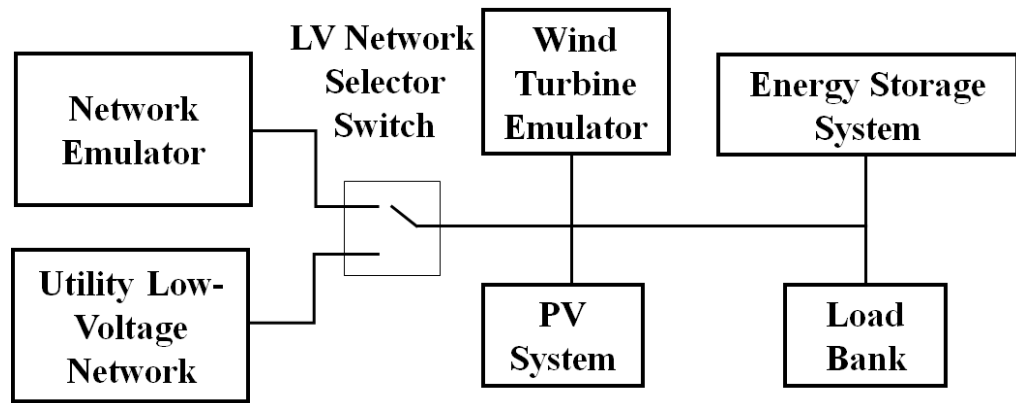 Network
Emulator
Utility Low-
Voltage
Network
LV Network
Selector
Switch
Wind
Turbine
Emulator
PV
System
Energy Storage
System
Load
Bank